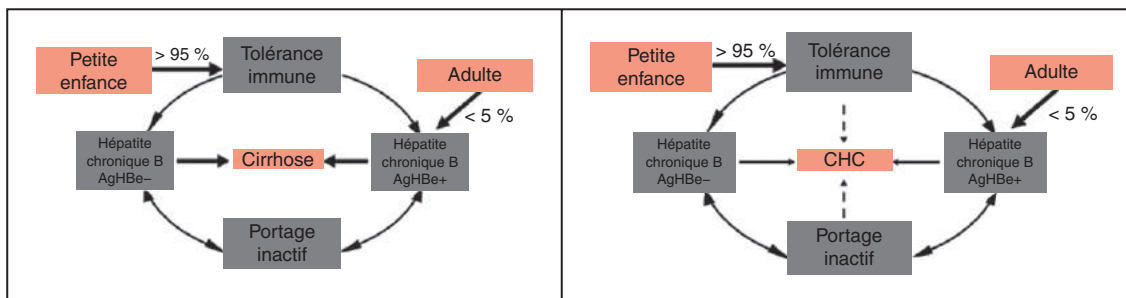 Petite
enfance
> 95 %
Tolérance
immune
Adulte
< 5 %
Hépatite
chronique B
AgHBe–
Cirrhose
Hépatite
chronique B
AgHBe+
Portage
inactif
Petite
enfance
> 95 %
Tolérance
immune
Adulte
< 5 %
Hépatite
chronique B
AgHBe–
CHC
Hépatite
chronique B
AgHBe+
Portage
inactif